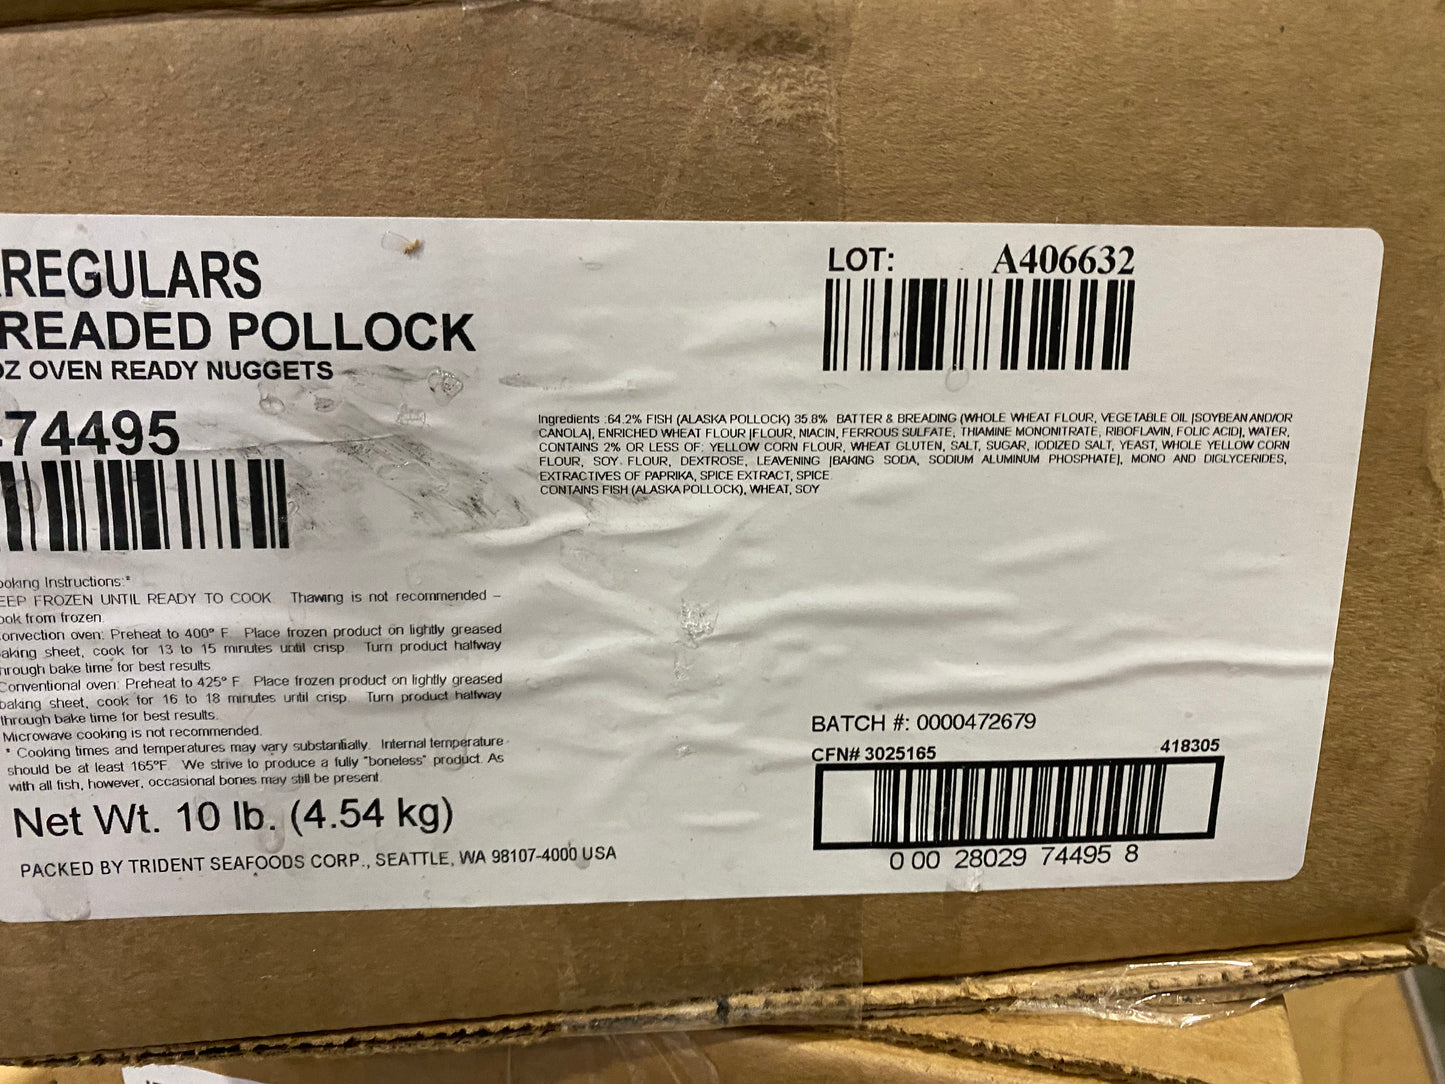 REGULARS
READED POLLOCK
OZ OVEN READY NUGGETS
74495
ooking Instructions:*
EEP FROZEN UNTIL READY TO COOK. Thawing is not recommended –
ook from frozen.
onvection oven: Preheat to 400° F. Place frozen product on lightly greased
aking sheet, cook for 13 to 15 minutes until crisp. Turn product halfway
hrough bake time for best results.
Conventional oven: Preheat to 425° F. Place frozen product on lightly greased
baking sheet, cook for 16 to 18 minutes until crisp. Turn product halfway
through bake time for best results.
Microwave cooking is not recommended.
* Cooking times and temperatures may vary substantially. Internal temperature
should be at least 165°F. We strive to produce a fully "boneless" product. As
with all fish, however, occasional bones may still be present.
Net Wt. 10 lb. (4.54 kg)
PACKED BY TRIDENT SEAFOODS CORP., SEATTLE, WA 98107-4000 USA
LOT: A406632
Ingredients :64.2% FISH (ALASKA POLLOCK) 35.8% BATTER & BREADING (WHOLE WHEAT FLOUR, VEGETABLE OIL [SOYBEAN AND/OR
CANOLA], ENRICHED WHEAT FLOUR [FLOUR, NIACIN, FERROUS SULFATE, THIAMINE MONONITRATE, RIBOFLAVIN, FOLIC ACID], WATER,
CONTAINS 2% OR LESS OF: YELLOW CORN FLOUR, WHEAT GLUTEN, SALT, SUGAR, IODIZED SALT, YEAST, WHOLE YELLOW CORN
FLOUR, SOY FLOUR, DEXTROSE, LEAVENING [BAKING SODA, SODIUM ALUMINUM PHOSPHATE], MONO AND DIGLYCERIDES,
EXTRACTIVES OF PAPRIKA, SPICE EXTRACT, SPICE.
CONTAINS FISH (ALASKA POLLOCK), WHEAT, SOY
BATCH #: 0000472679
CFN# 3025165 418305
0 00 28029 74495 8